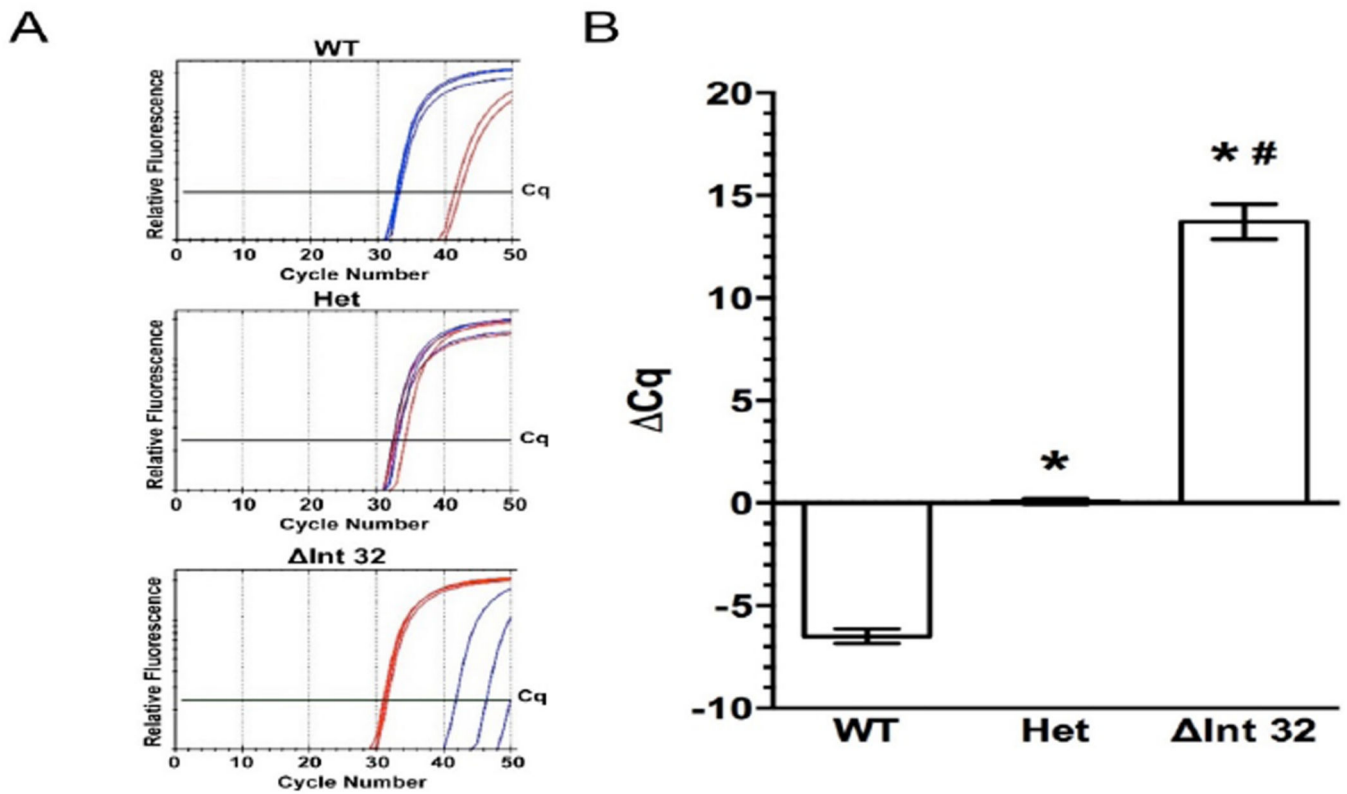 A
WT
Relative Fluorescence
Cq
0 10 20 30 40 50
Cycle Number
Het
Relative Fluorescence
Cq
0 10 20 30 40 50
Cycle Number
ΔInt 32
Relative Fluorescence
Cq
0 10 20 30 40 50
Cycle Number
B
ΔCq
20
15
10
5
0
-5
-10
*
* #
WT Het ΔInt 32